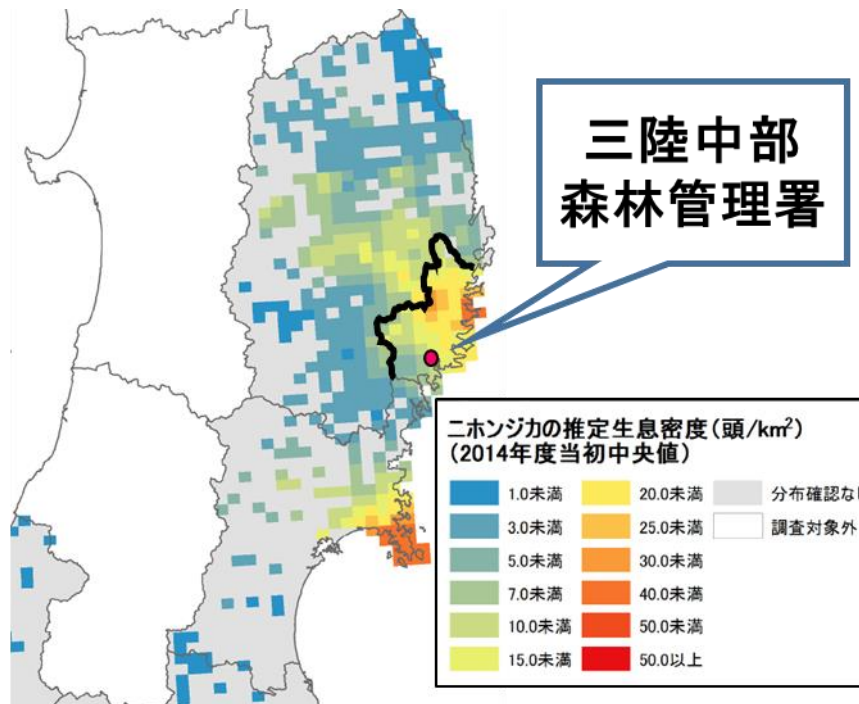 三陸中部
森林管理署
ニホンジカの推定生息密度(頭/km²)
(2014年度当初中央値)
1.0未満
20.0未満
分布確認な
3.0未満
25.0未満
調査対象外
5.0未満
30.0未満
7.0未満
40.0未満
10.0未満
50.0未満
15.0未満
50.0以上